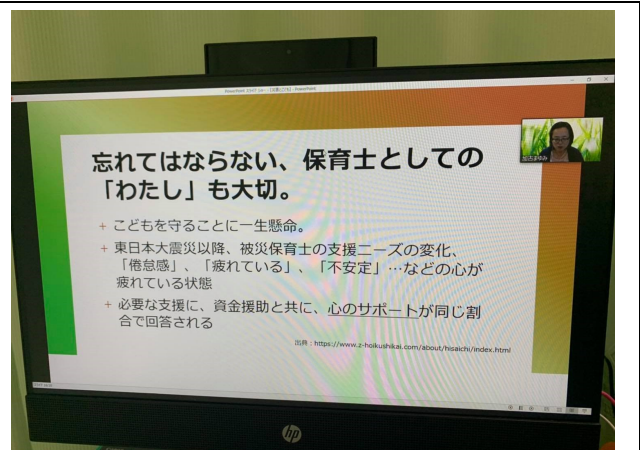 忘れてはならない、保育士としての
「わたし」も大切。
+ こどもを守ることに一生懸命。
+ 東日本大震災以降、被災保育士の支援ニーズの変化、
「倦怠感」、「疲れている」、「不安定」…などの心が
疲れている状態
+ 必要な支援に、資金援助と共に、心のサポートが同じ割
合で回答される
出典：https://www.z-hoikushikai.com/about/hisaichi/index.html
hp